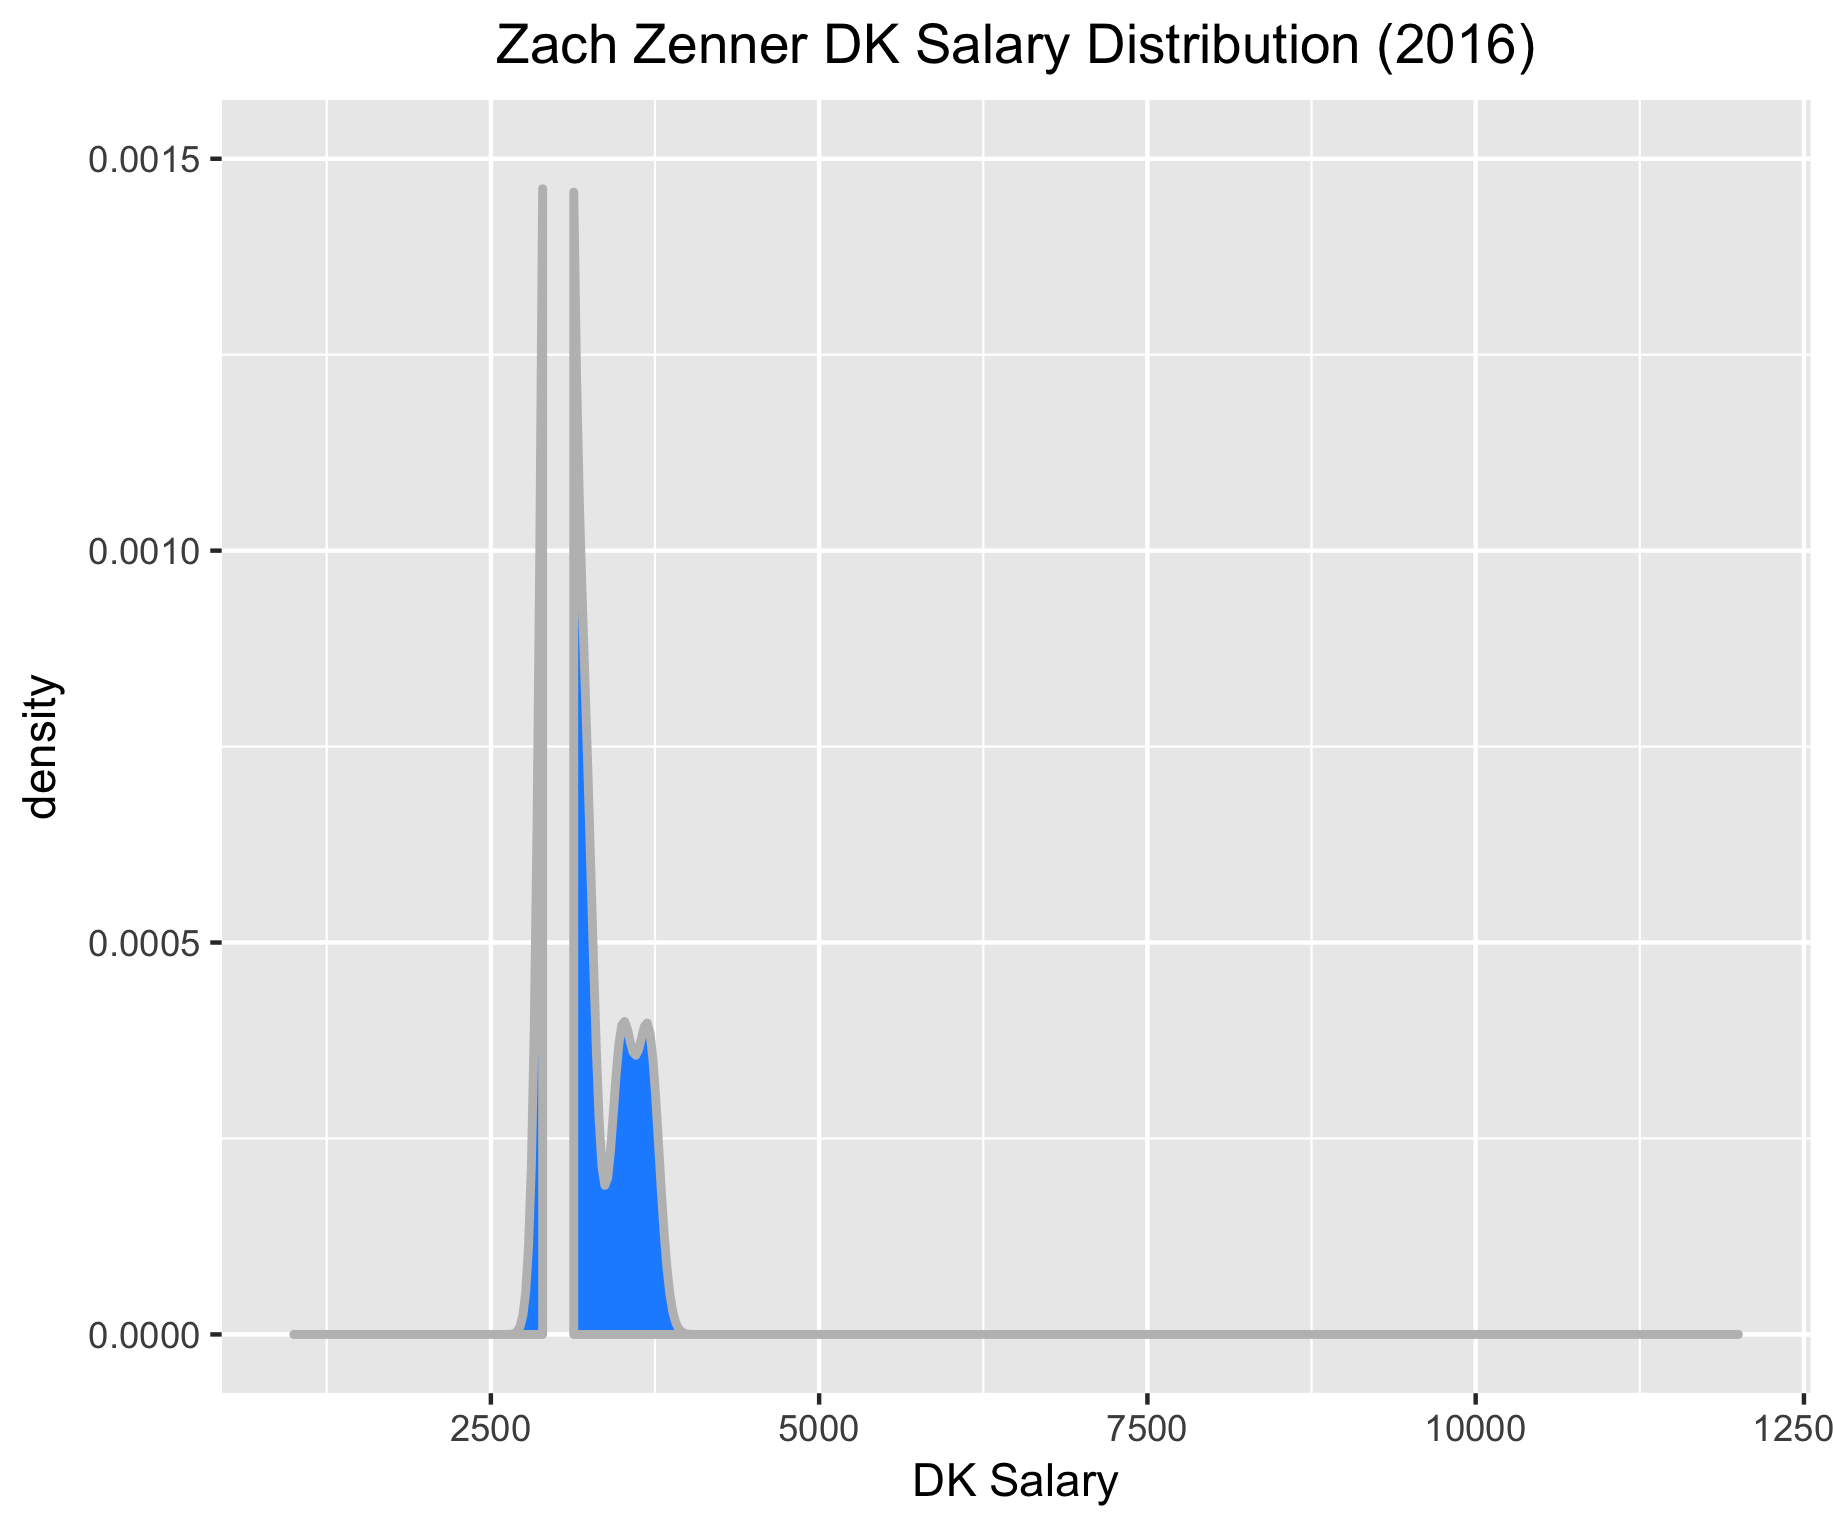 Zach Zenner DK Salary Distribution (2016)
0.0015
0.0010
0.0005
0.0000
density
2500 5000 7500 10000 1250
DK Salary